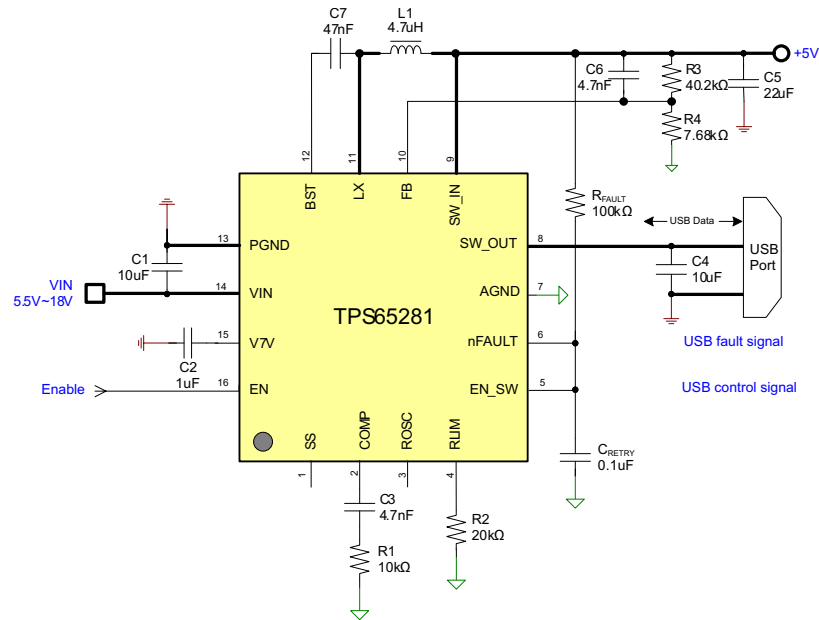 C7
47nF
L1
4.7uH
+5V
C6
4.7nF
R3
40.2kΩ
C5
22uF
R4
7.68kΩ
12
11
10
9
BST
LX
FB
SW_IN
RFAULT
100kΩ
USB Data
13
PGND
SW_OUT
8
USB
Port
C1
10uF
C4
10uF
VIN
5.5V~18V
14
VIN
AGND
7
TPS65281
15
V7V
nFAULT
6
USB fault signal
C2
1uF
Enable
16
EN
EN_SW
5
USB control signal
SS
COMP
ROSC
RLIM
1
2
3
4
CRETRY
0.1uF
C3
4.7nF
R2
20kΩ
R1
10kΩ